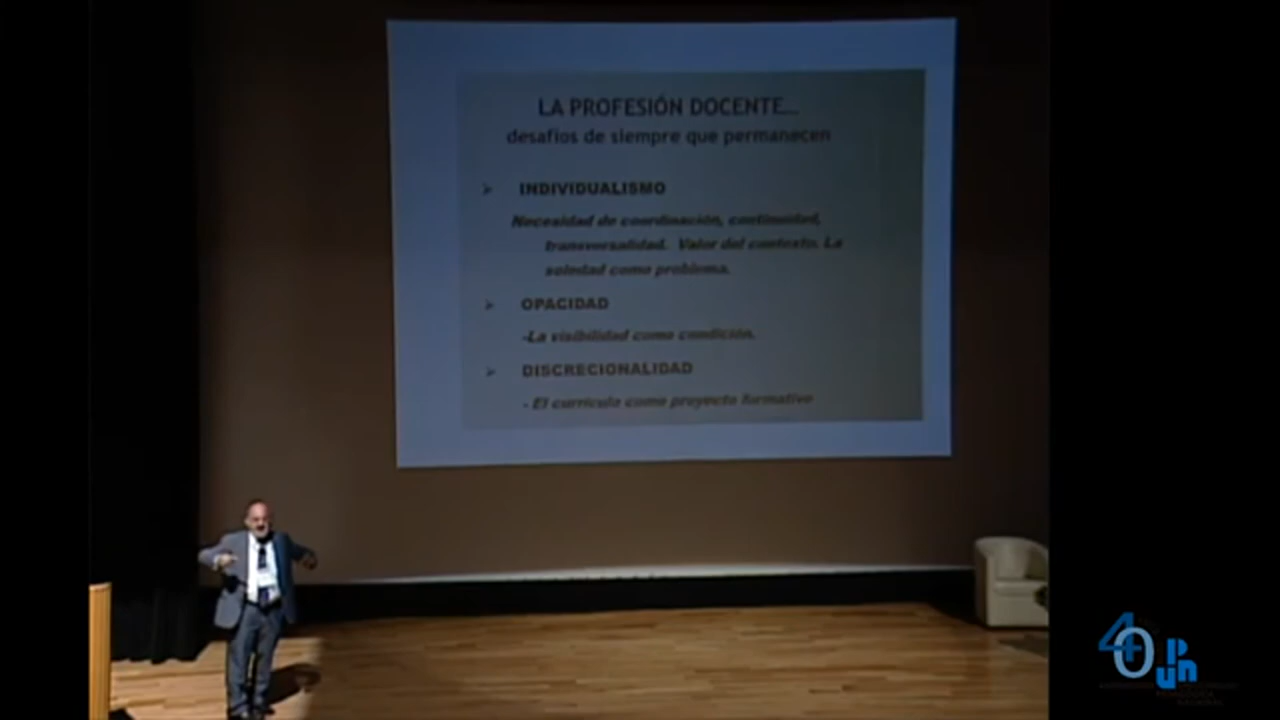 LA PROFESIÓN DOCENTE…
desafíos de siempre que permanecen
➢ INDIVIDUALISMO
Necesidad de coordinación, continuidad,
transversalidad. Valor del contexto. La
soledad como problema.
➢ OPACIDAD
-La visibilidad como condición.
➢ DISCRECIONALIDAD
- El currículo como proyecto formativo
40
upn